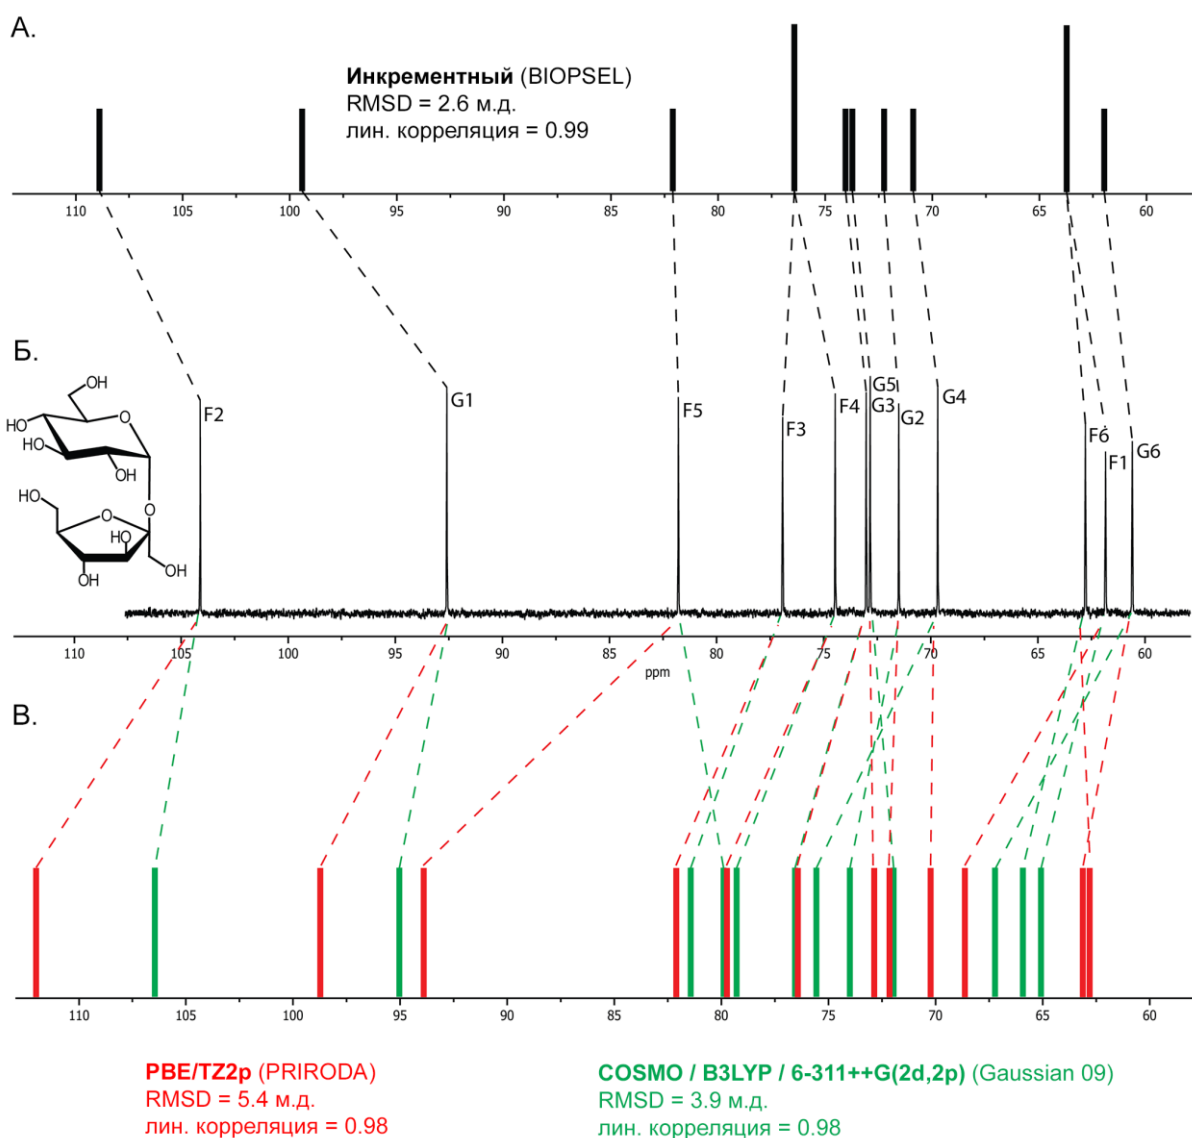 А.
Инкрементный (BIOPSEL)
RMSD = 2.6 м.д.
лин. корреляция = 0.99
110 105 100 95 90 85 80 75 70 65 60
Б.
OH
HO
O
HO
HO
OH
O
HO
O
HO
OH
OH
F2
G1
F5
F3
F4
G5
G3
G2
G4
F6
F1
G6
110 105 100 95 90 85 80 75 70 65 60
ppm
В.
110 105 100 95 90 85 80 75 70 65 60
PBE/TZ2p (PRIRODA)
RMSD = 5.4 м.д.
лин. корреляция = 0.98
COSMO / B3LYP / 6-311++G(2d,2p) (Gaussian 09)
RMSD = 3.9 м.д.
лин. корреляция = 0.98